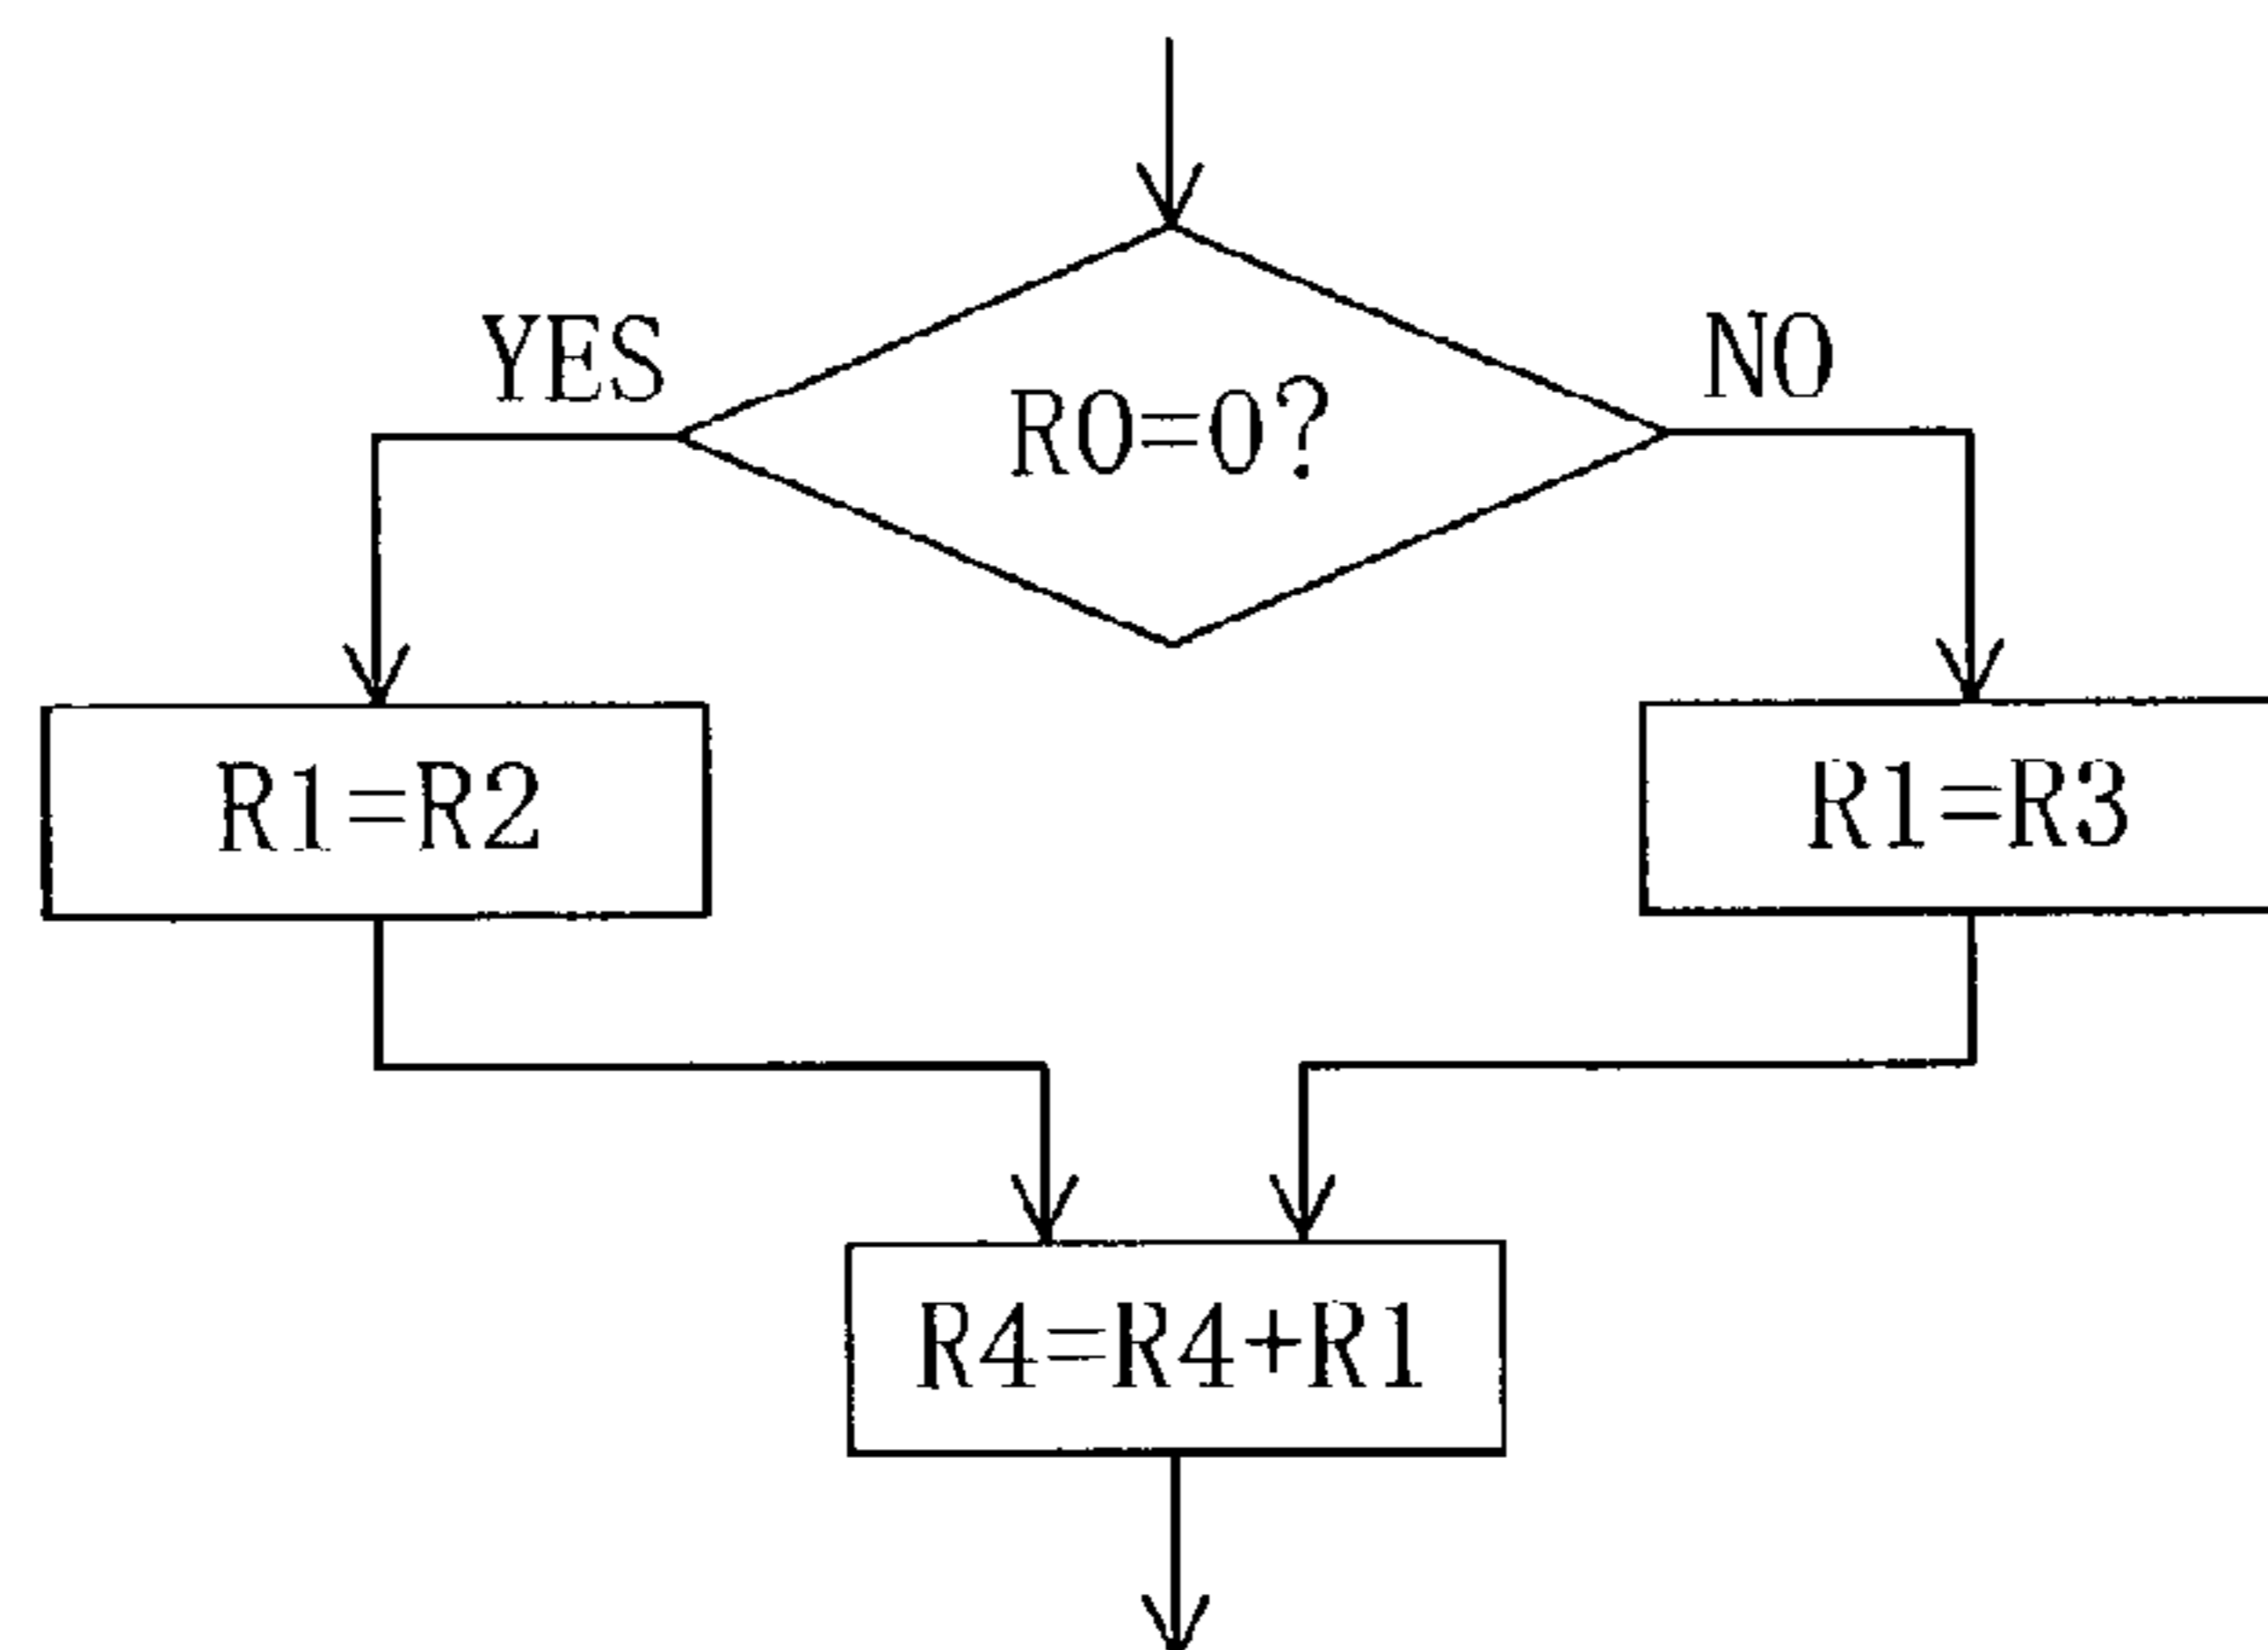 YES
NO
R0=0?
R1=R2
R1=R3
R4=R4+R1